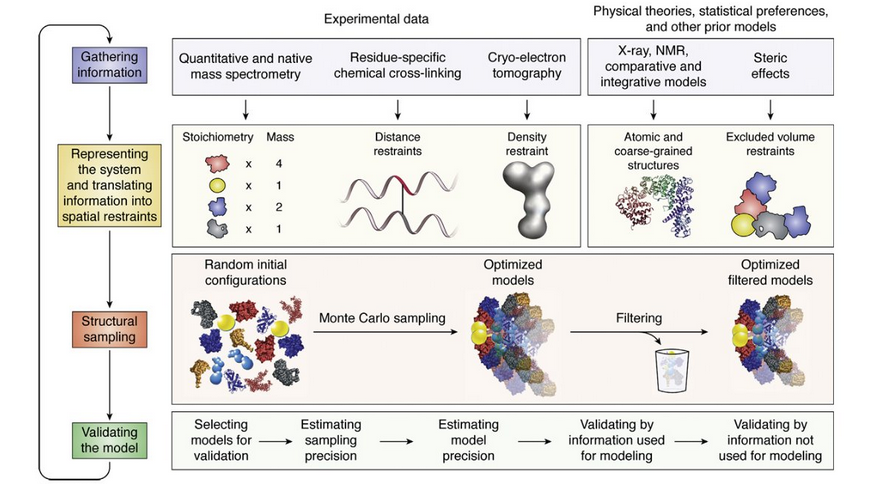 Experimental data
Physical theories, statistical preferences,
and other prior models
Gathering
information
Quantitative and native
mass spectrometry
Residue-specific
chemical cross-linking
Cryo-electron
tomography
X-ray, NMR,
comparative and
integrative models
Steric
effects
Representing
the system
and translating
information into
spatial restraints
Stoichiometry Mass
x 4
x 1
x 2
x 1
Distance
restraints
Density
restraint
Atomic and
coarse-grained
structures
Excluded volume
restraints
Structural
sampling
Random initial
configurations
Monte Carlo sampling
Optimized
models
Filtering
Optimized
filtered models
Validating
the model
Selecting
models for
validation
Estimating
sampling
precision
Estimating
model
precision
Validating by
information used
for modeling
Validating by
information not
used for modeling